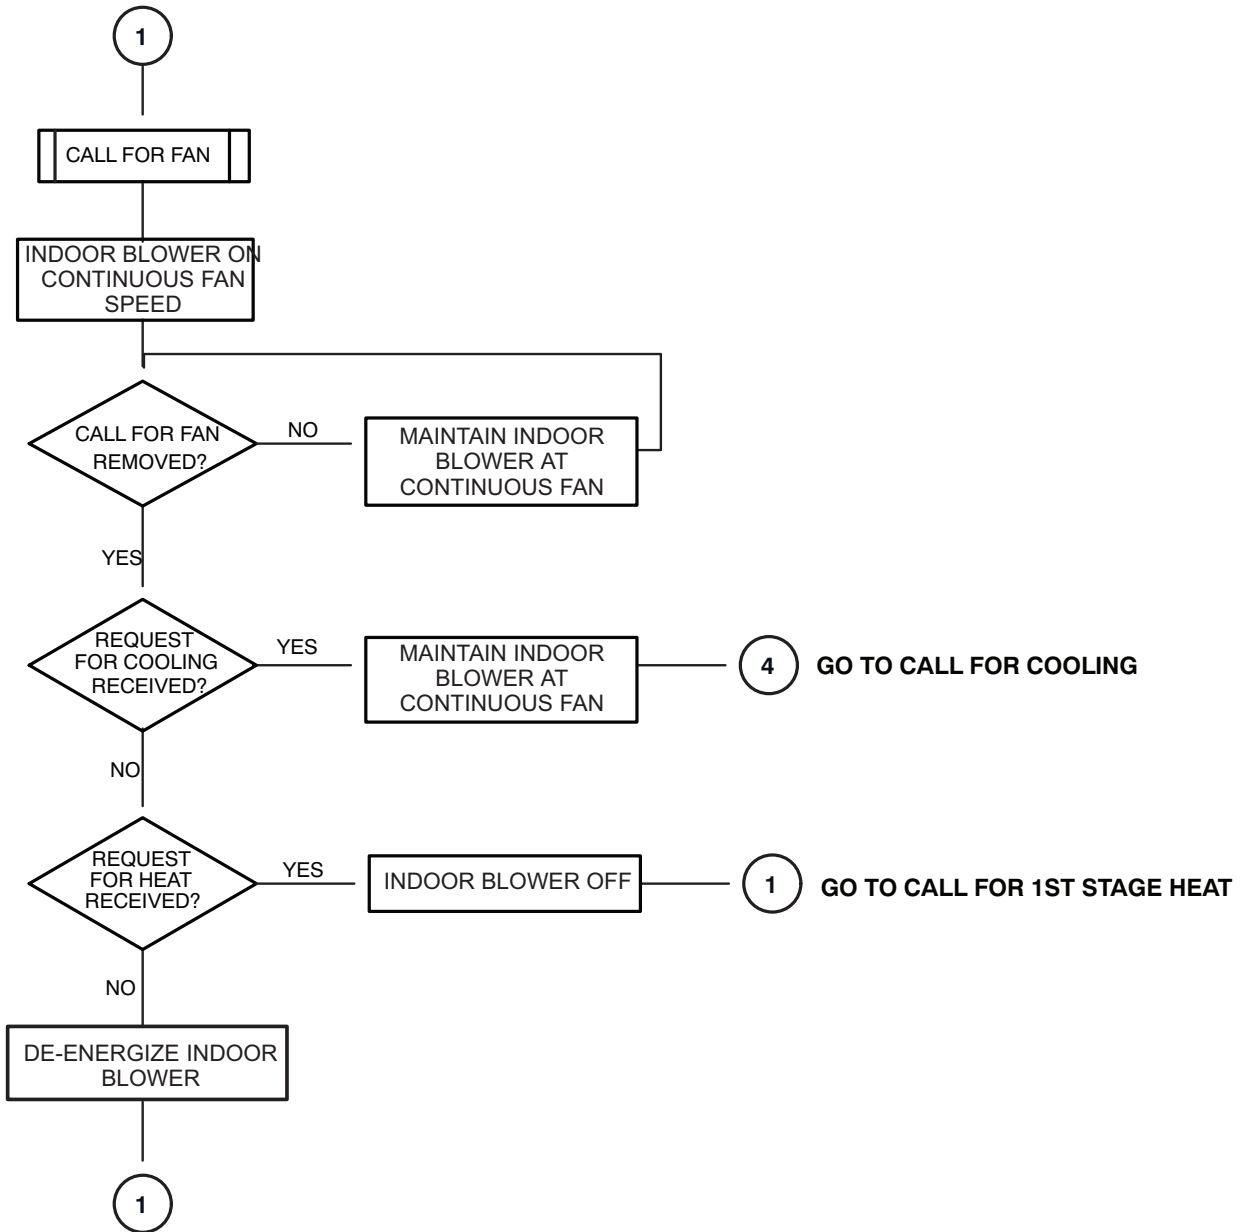 1
CALL FOR FAN
INDOOR BLOWER ON
CONTINUOUS FAN
SPEED
CALL FOR FAN
REMOVED?
NO
MAINTAIN INDOOR
BLOWER AT
CONTINUOUS FAN
YES
REQUEST
FOR COOLING
RECEIVED?
YES
MAINTAIN INDOOR
BLOWER AT
CONTINUOUS FAN
4
GO TO CALL FOR COOLING
NO
REQUEST
FOR HEAT
RECEIVED?
YES
INDOOR BLOWER OFF
1
GO TO CALL FOR 1ST STAGE HEAT
NO
DE-ENERGIZE INDOOR
BLOWER
1